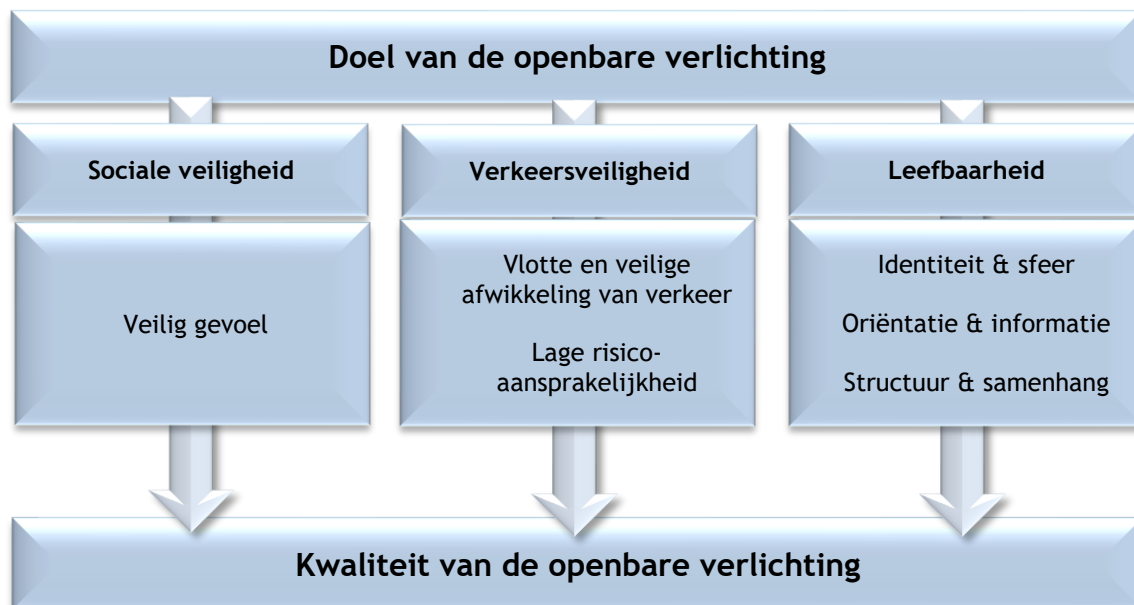 Doel van de openbare verlichting
Sociale veiligheid
Veilig gevoel
Verkeersveiligheid
Vlotte en veilige
afwikkeling van verkeer
Lage risico-
aansprakelijkheid
Leefbaarheid
Identiteit & sfeer
Oriëntatie & informatie
Structuur & samenhang
Kwaliteit van de openbare verlichting